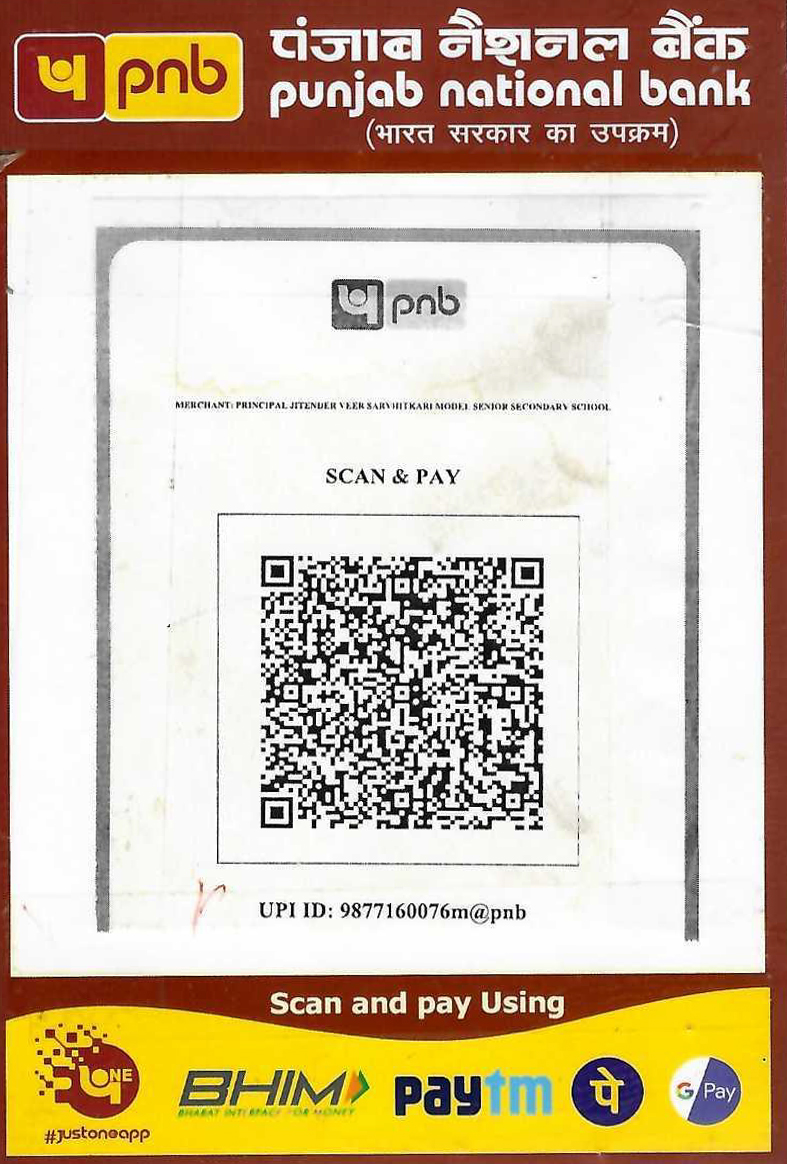 पंजाब नैशनल बैंक
pnb punjab national bank
(भारत सरकार का उपक्रम)
pnb
MERCHANT: PRINCIPAL JITENDER VEER SARVHITKARI MODEL SENIOR SECONDARY SCHOOL
SCAN & PAY
UPI ID: 9877160076m@pnb
Scan and pay Using
ONE
BHIM paytm पे G Pay
BHARAT INTERFACE FOR MONEY
#justoneapp